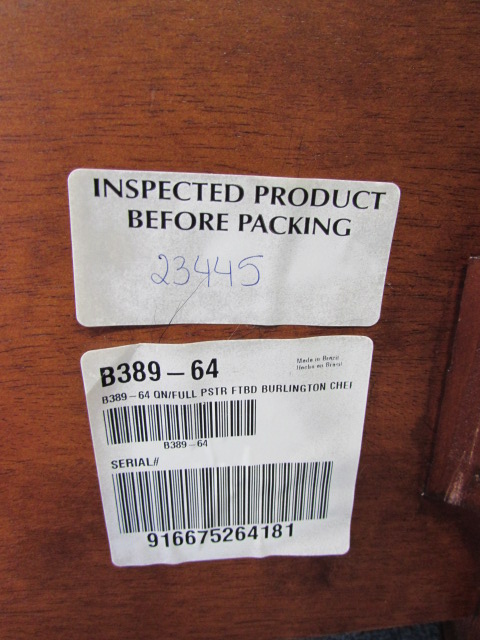 INSPECTED PRODUCT
BEFORE PACKING
23445
B389-64
Made in Brazil
Hecho en Brasil
B389-64 QN/FULL PSTR FTBD BURLINGTON CHEI
B389-64
SERIAL#
916675264181